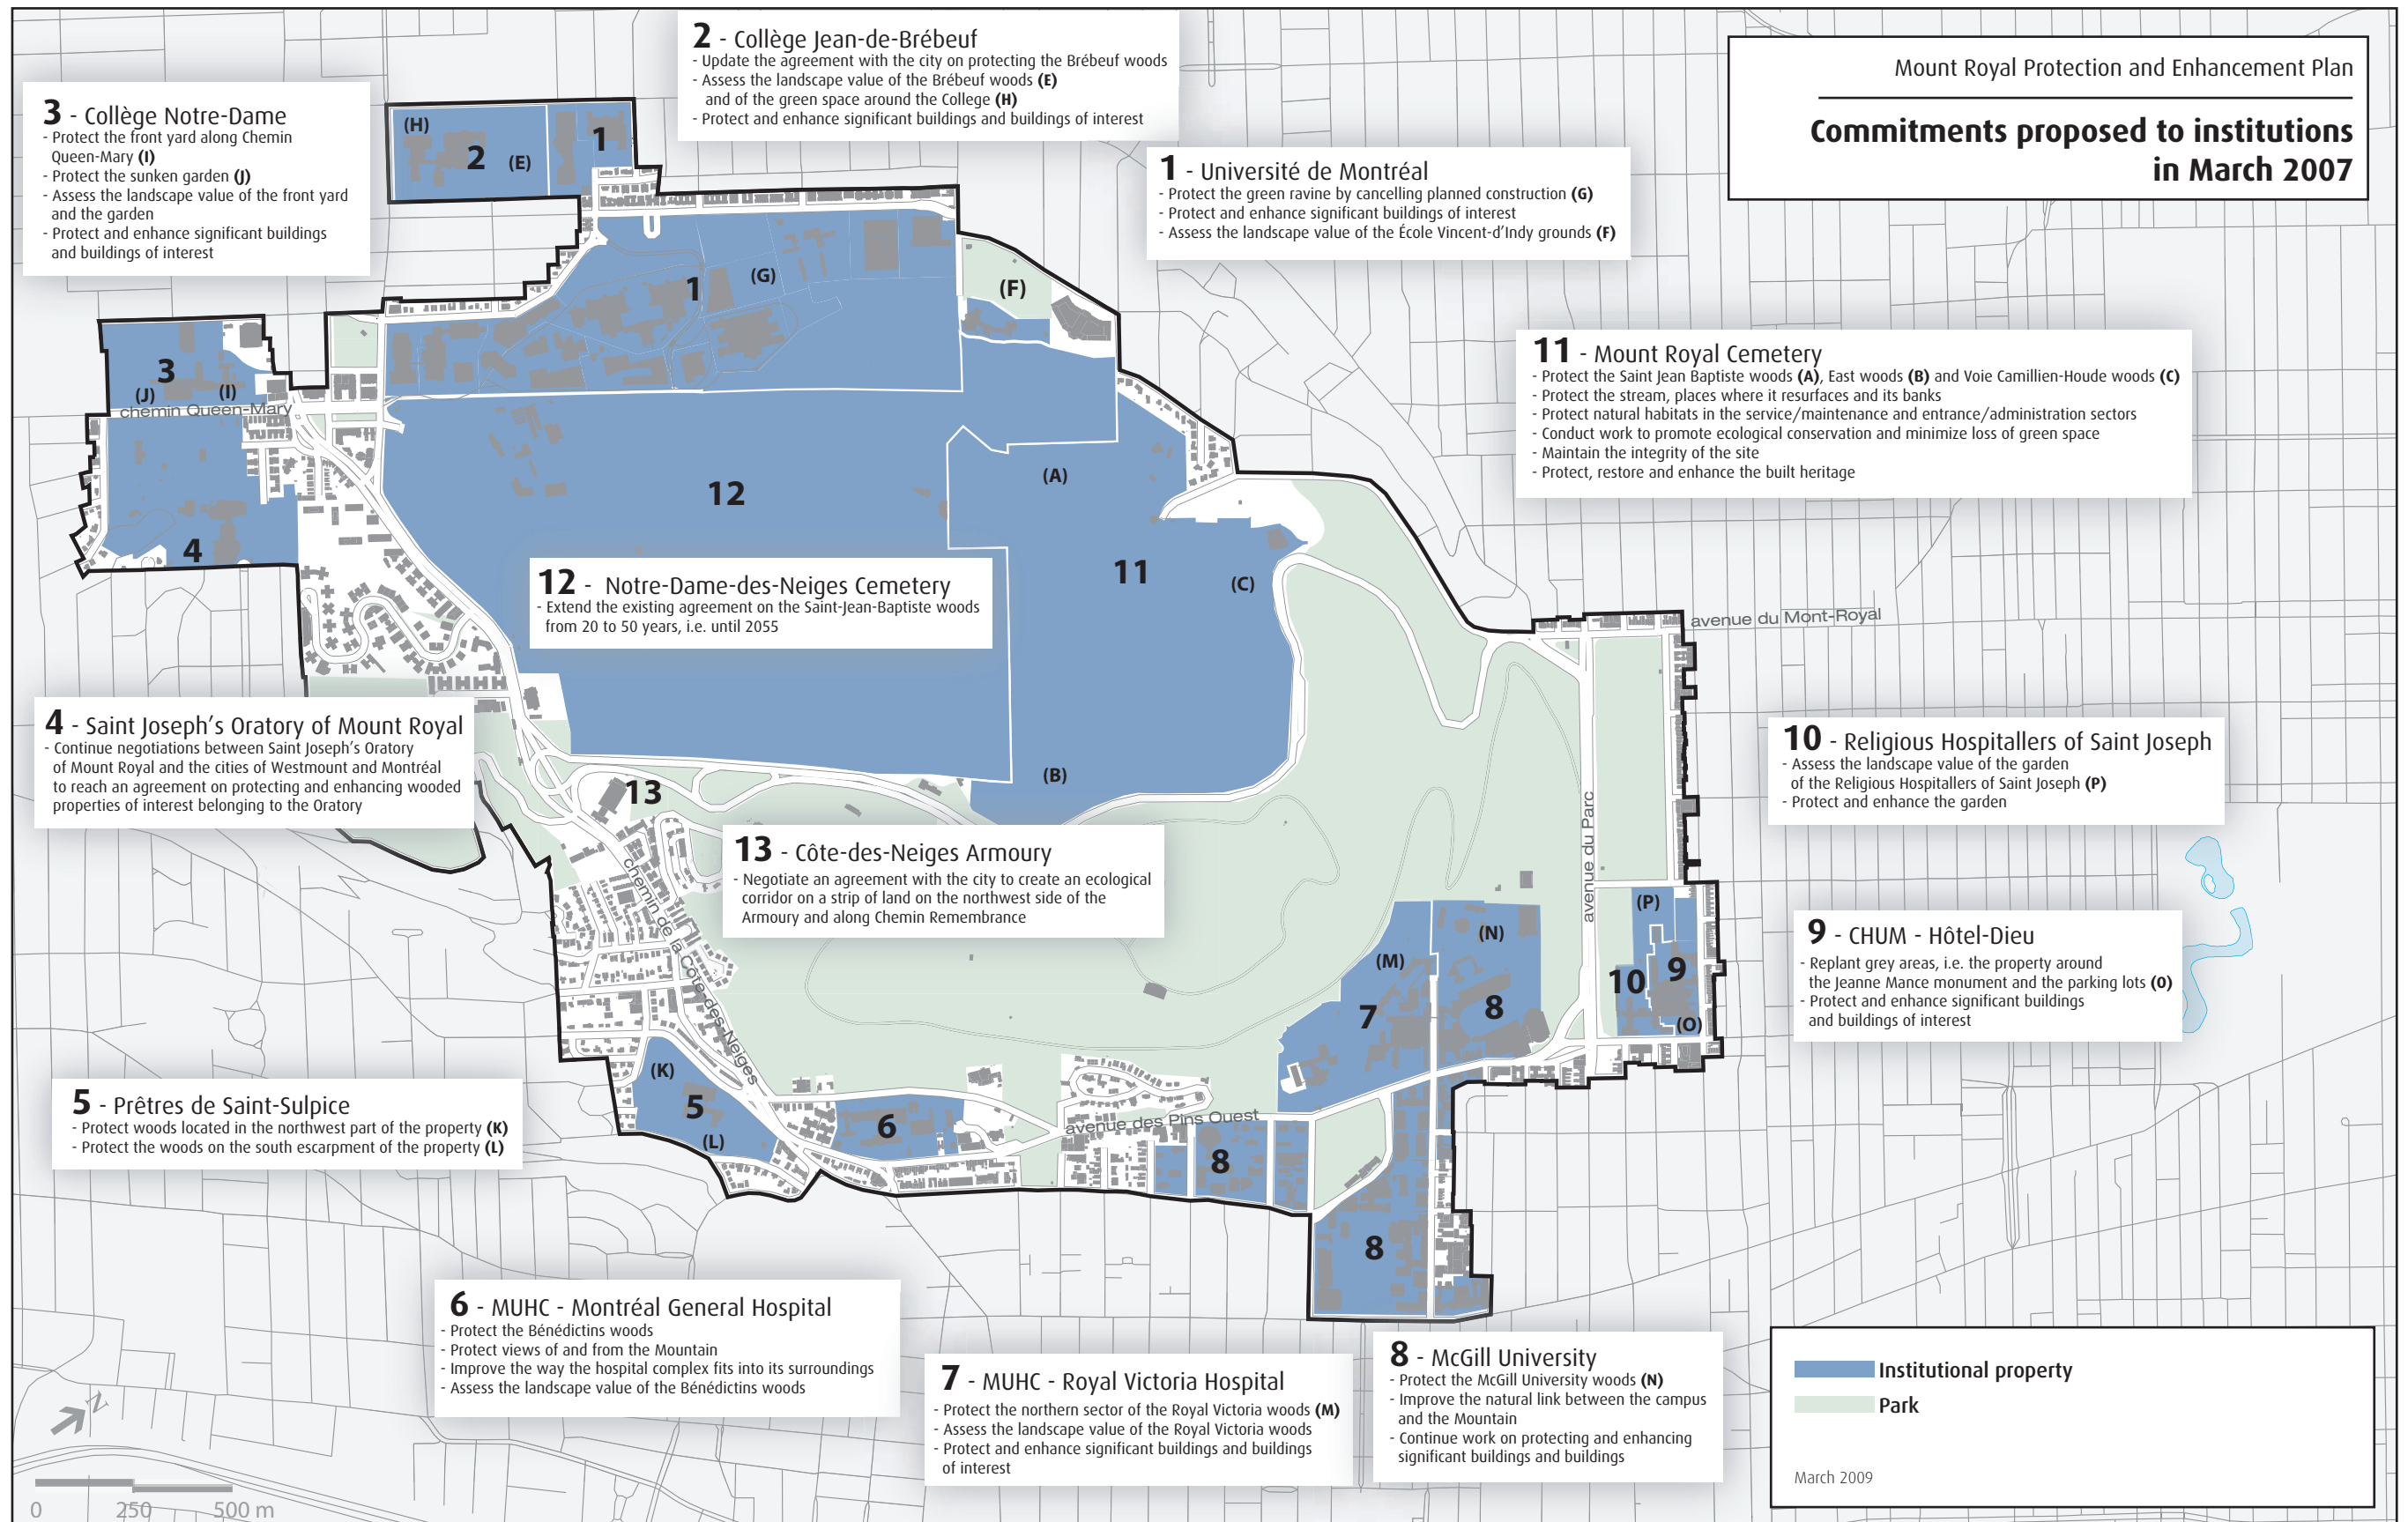 Mount Royal Protection and Enhancement Plan
Commitments proposed to institutions
in March 2007
2 - Collège Jean-de-Brébeuf
- Update the agreement with the city on protecting the Brébeuf woods
- Assess the landscape value of the Brébeuf woods (E)
and of the green space around the College (H)
- Protect and enhance significant buildings and buildings of interest
3 - Collège Notre-Dame
- Protect the front yard along Chemin
Queen-Mary (I)
- Protect the sunken garden (J)
- Assess the landscape value of the front yard
and the garden
- Protect and enhance significant buildings
and buildings of interest
1 - Université de Montréal
- Protect the green ravine by cancelling planned construction (G)
- Protect and enhance significant buildings of interest
- Assess the landscape value of the École Vincent-d'Indy grounds (F)
11 - Mount Royal Cemetery
- Protect the Saint Jean Baptiste woods (A), East woods (B) and Voie Camillien-Houde woods (C)
- Protect the stream, places where it resurfaces and its banks
- Protect natural habitats in the service/maintenance and entrance/administration sectors
- Conduct work to promote ecological conservation and minimize loss of green space
- Maintain the integrity of the site
- Protect, restore and enhance the built heritage
12 - Notre-Dame-des-Neiges Cemetery
- Extend the existing agreement on the Saint-Jean-Baptiste woods
from 20 to 50 years, i.e. until 2055
4 - Saint Joseph's Oratory of Mount Royal
- Continue negotiations between Saint Joseph's Oratory
of Mount Royal and the cities of Westmount and Montréal
to reach an agreement on protecting and enhancing wooded
properties of interest belonging to the Oratory
10 - Religious Hospitallers of Saint Joseph
- Assess the landscape value of the garden
of the Religious Hospitallers of Saint Joseph (P)
- Protect and enhance the garden
13 - Côte-des-Neiges Armoury
- Negotiate an agreement with the city to create an ecological
corridor on a strip of land on the northwest side of the
Armoury and along Chemin Remembrance
9 - CHUM - Hôtel-Dieu
- Replant grey areas, i.e. the property around
the Jeanne Mance monument and the parking lots (O)
- Protect and enhance significant buildings
and buildings of interest
5 - Prêtres de Saint-Sulpice
- Protect woods located in the northwest part of the property (K)
- Protect the woods on the south escarpment of the property (L)
6 - MUHC - Montréal General Hospital
- Protect the Bénédictins woods
- Protect views of and from the Mountain
- Improve the way the hospital complex fits into its surroundings
- Assess the landscape value of the Bénédictins woods
7 - MUHC - Royal Victoria Hospital
- Protect the northern sector of the Royal Victoria woods (M)
- Assess the landscape value of the Royal Victoria woods
- Protect and enhance significant buildings and buildings
of interest
8 - McGill University
- Protect the McGill University woods (N)
- Improve the natural link between the campus
and the Mountain
- Continue work on protecting and enhancing
significant buildings and buildings
(H)
2
(E)
1
1
(G)
(F)
3
(J)
(I)
chemin Queen-Mary
4
12
(A)
11
(C)
(B)
avenue du Mont-Royal
avenue du Parc
13
chemin de la Côte-des-Neiges
(P)
10
9
(O)
(N)
(M)
7
8
(K)
5
(L)
6
avenue des Pins Ouest
8
8
Institutional property
Park
March 2009
N
0 250 500 m